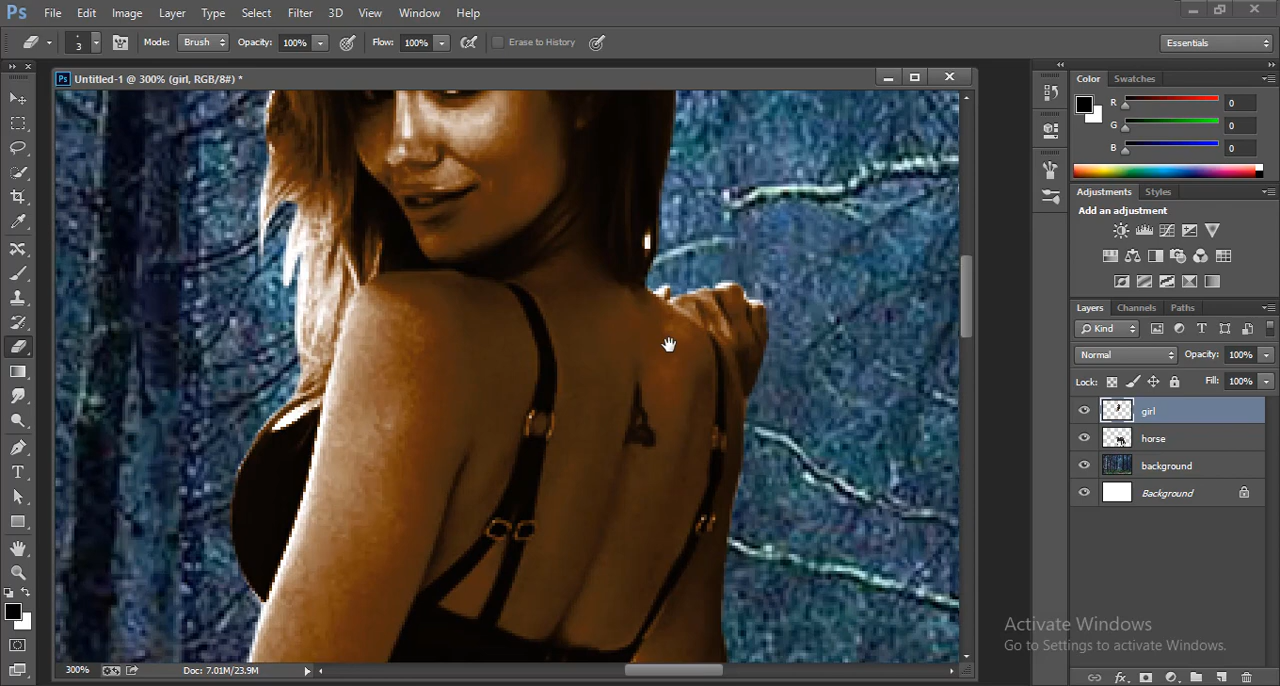 Ps File Edit Image Layer Type Select Filter 3D View Window Help
3 Mode: Brush Opacity: 100% Flow: 100% Erase to History Essentials
Ps Untitled-1 @ 300% (girl, RGB/8#) *
Color Swatches
R 0
G 0
B 0
Adjustments Styles
Add an adjustment
Layers Channels Paths
Kind
Normal Opacity: 100%
Lock: Fill: 100%
girl
horse
background
Background
300% Doc: 7.01M/23.9M
fx
Activate Windows
Go to Settings to activate Windows.